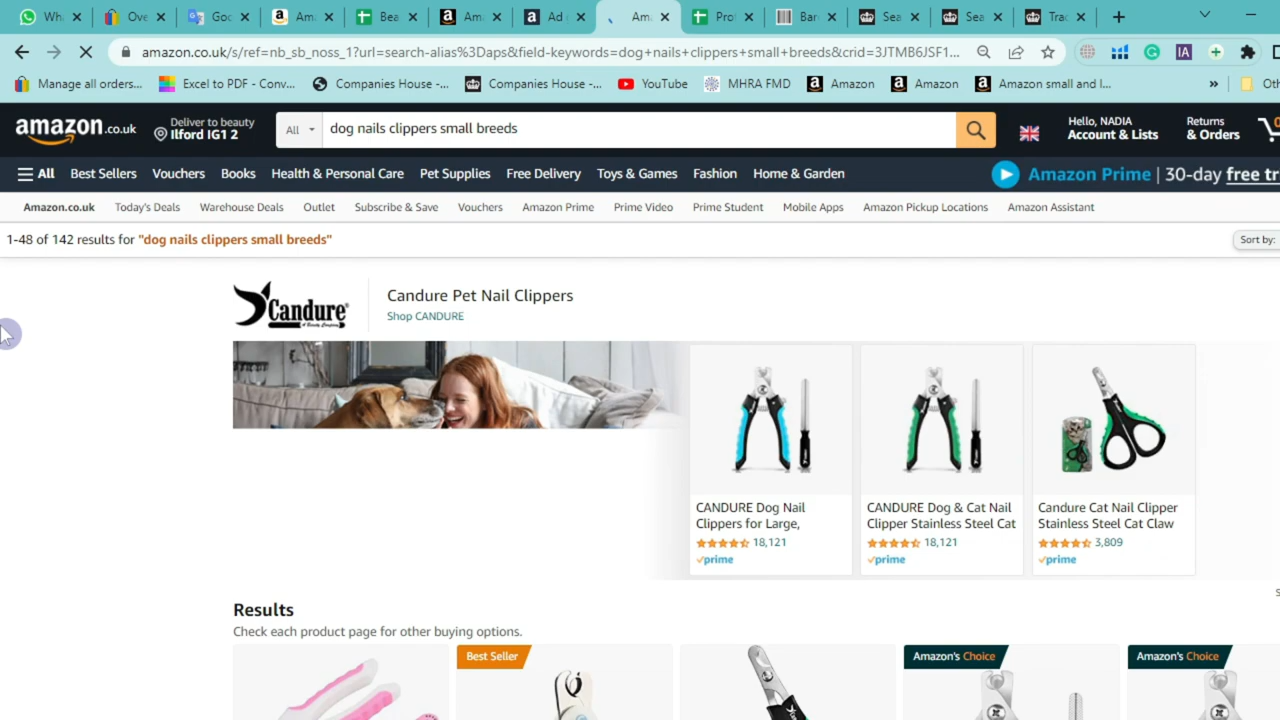 Wh
Ove
Goc
Ama
Bea
Ama
Ad
Ama
Prof
Bar
Sea
Sea
Trac
amazon.co.uk/s/ref=nb_sb_noss_1?url=search-alias%3Daps&field-keywords=dog+nails+clippers+small+breeds&crid=3JTMB6JSF1...
IA
Manage all orders...
Excel to PDF - Conv...
Companies House -...
Companies House -...
YouTube
MHRA FMD
Amazon
Amazon
Amazon small and l...
»
Oth
amazon.co.uk
Deliver to beauty
Ilford IG1 2
All
dog nails clippers small breeds
Hello, NADIA
Account & Lists
Returns
& Orders
0
All
Best Sellers
Vouchers
Books
Health & Personal Care
Pet Supplies
Free Delivery
Toys & Games
Fashion
Home & Garden
Amazon Prime | 30-day free tr
Amazon.co.uk
Today's Deals
Warehouse Deals
Outlet
Subscribe & Save
Vouchers
Amazon Prime
Prime Video
Prime Student
Mobile Apps
Amazon Pickup Locations
Amazon Assistant
1-48 of 142 results for "dog nails clippers small breeds"
Sort by:
Candure®
A Beauty Company
Candure Pet Nail Clippers
Shop CANDURE
CANDURE Dog Nail
Clippers for Large,
18,121
prime
CANDURE Dog & Cat Nail
Clipper Stainless Steel Cat
18,121
prime
Candure Cat Nail Clipper
Stainless Steel Cat Claw
3,809
prime
S
Results
Check each product page for other buying options.
Best Seller
Amazon's Choice
Amazon's Choice